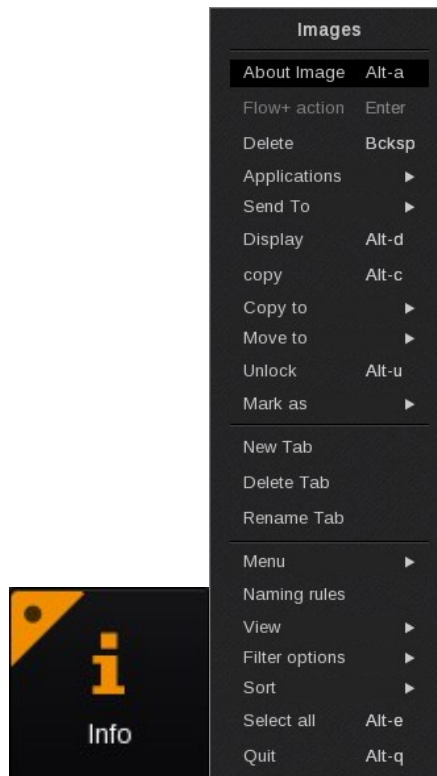 Images
About Image Alt-a
Flow+ action Enter
Delete Bcksp
Applications
Send To
Display Alt-d
copy Alt-c
Copy to
Move to
Unlock Alt-u
Mark as
New Tab
Delete Tab
Rename Tab
Menu
Naming rules
View
Filter options
Sort
Select all Alt-e
Quit Alt-q
Info